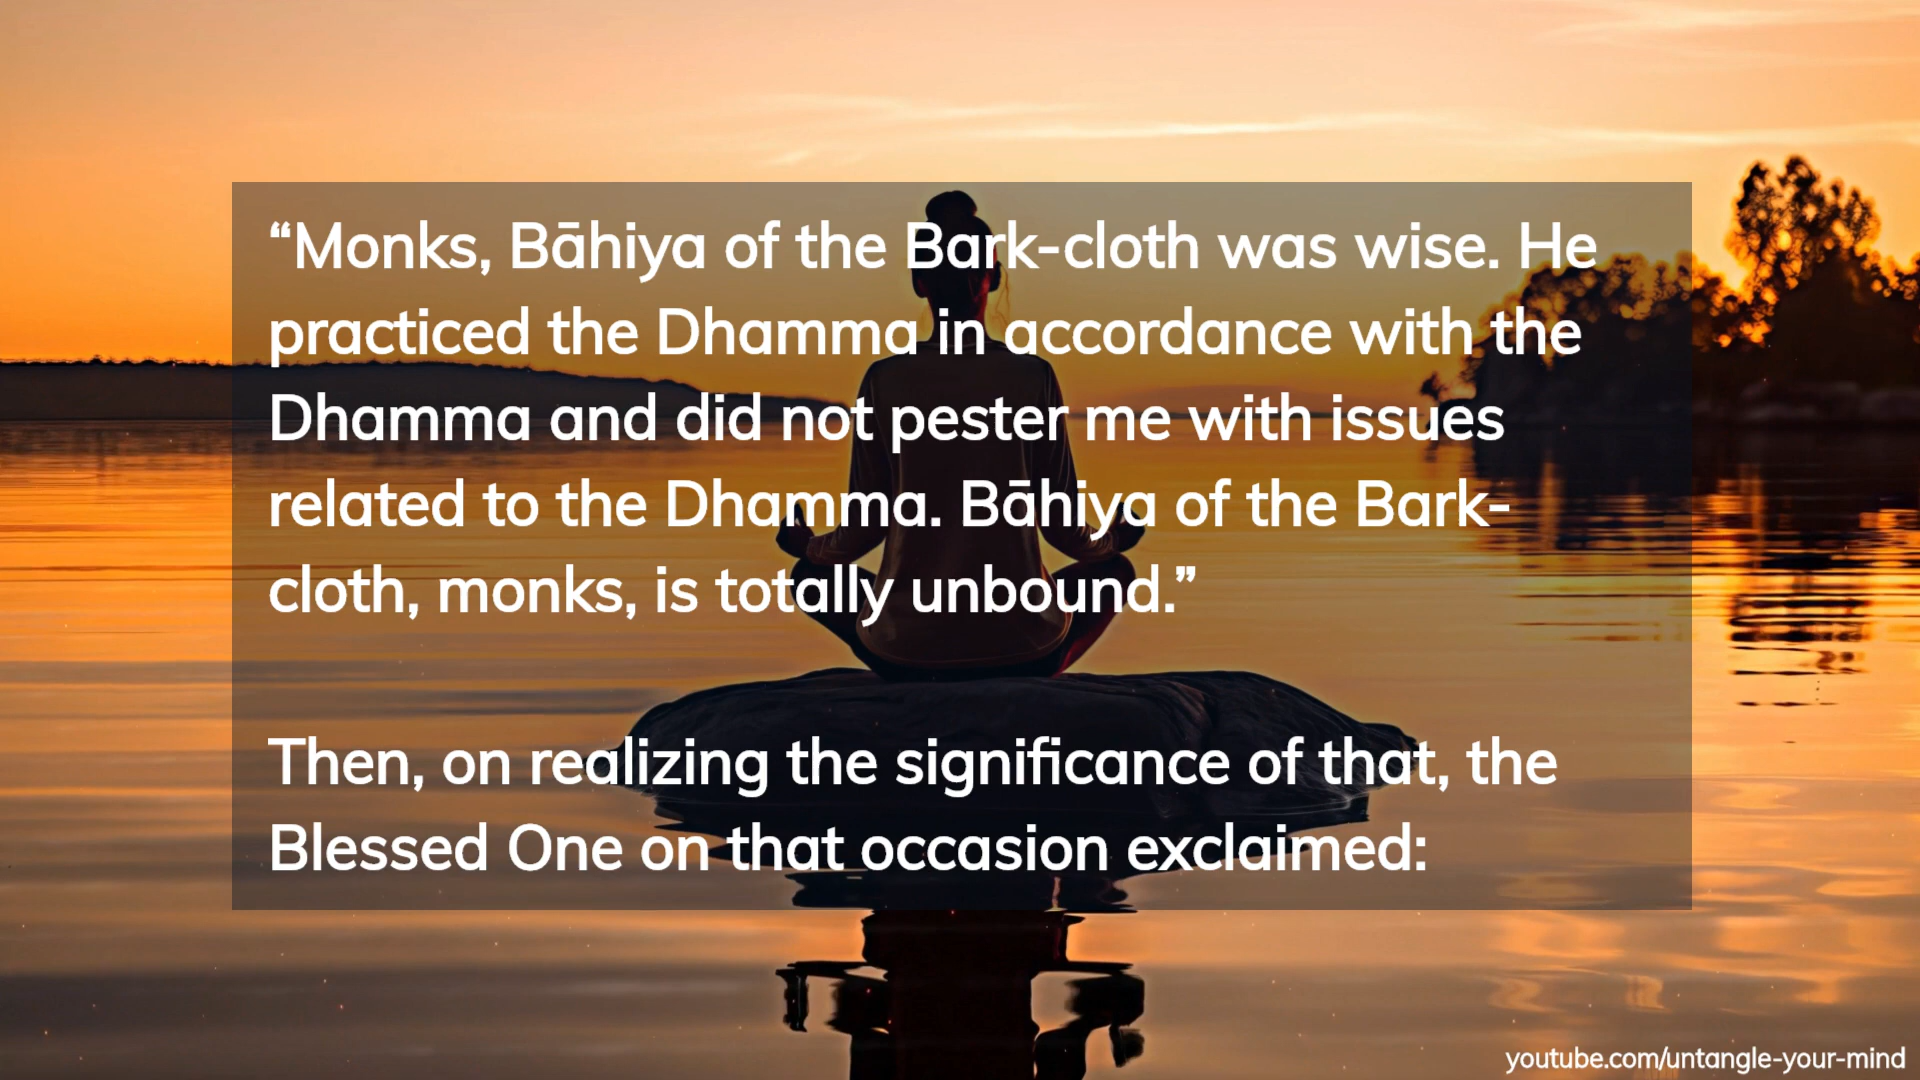 “Monks, Bāhiya of the Bark-cloth was wise. He
practiced the Dhamma in accordance with the
Dhamma and did not pester me with issues
related to the Dhamma. Bāhiya of the Bark-
cloth, monks, is totally unbound.”
Then, on realizing the significance of that, the
Blessed One on that occasion exclaimed:
youtube.com/untangle-your-mind